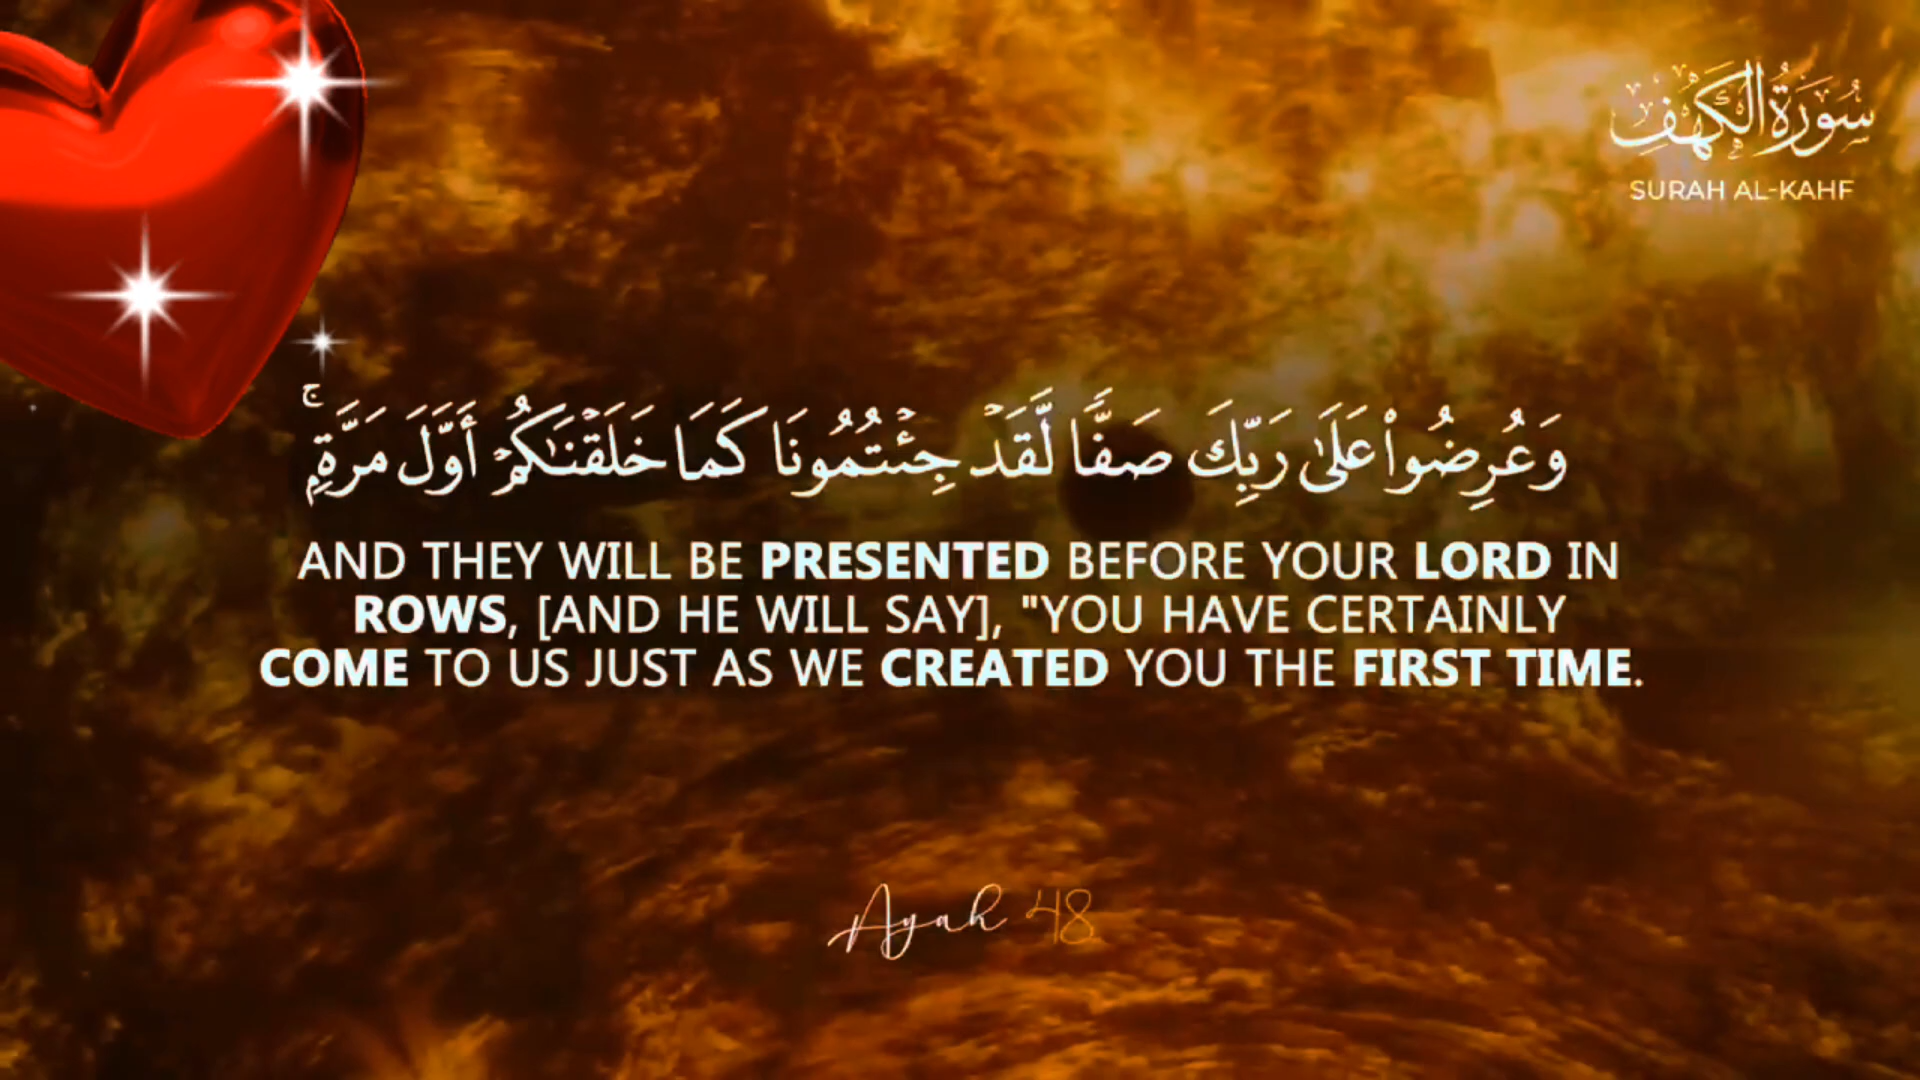 سُورَةُ الكَهْفِ
SURAH AL-KAHF
وَعُرِضُوا۟ عَلَىٰ رَبِّكَ صَفًّا لَّقَدْ جِئْتُمُونَا كَمَا خَلَقْنَـٰكُمْ أَوَّلَ مَرَّةٍۭ ۚ
AND THEY WILL BE PRESENTED BEFORE YOUR LORD IN
ROWS, [AND HE WILL SAY], "YOU HAVE CERTAINLY
COME TO US JUST AS WE CREATED YOU THE FIRST TIME.
Ayah 48